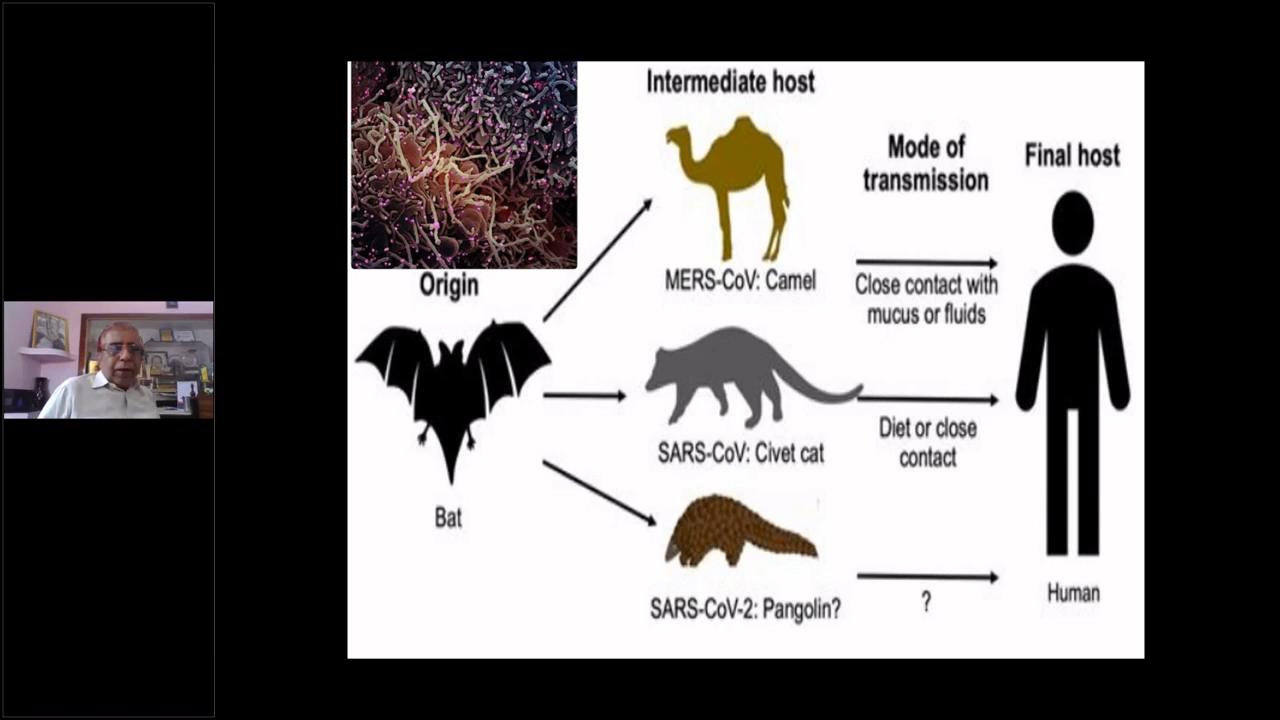 Intermediate host
Mode of
transmission
Final host
Origin
MERS-CoV: Camel
Close contact with
mucus or fluids
SARS-CoV: Civet cat
Diet or close
contact
Bat
SARS-CoV-2: Pangolin?
?
Human